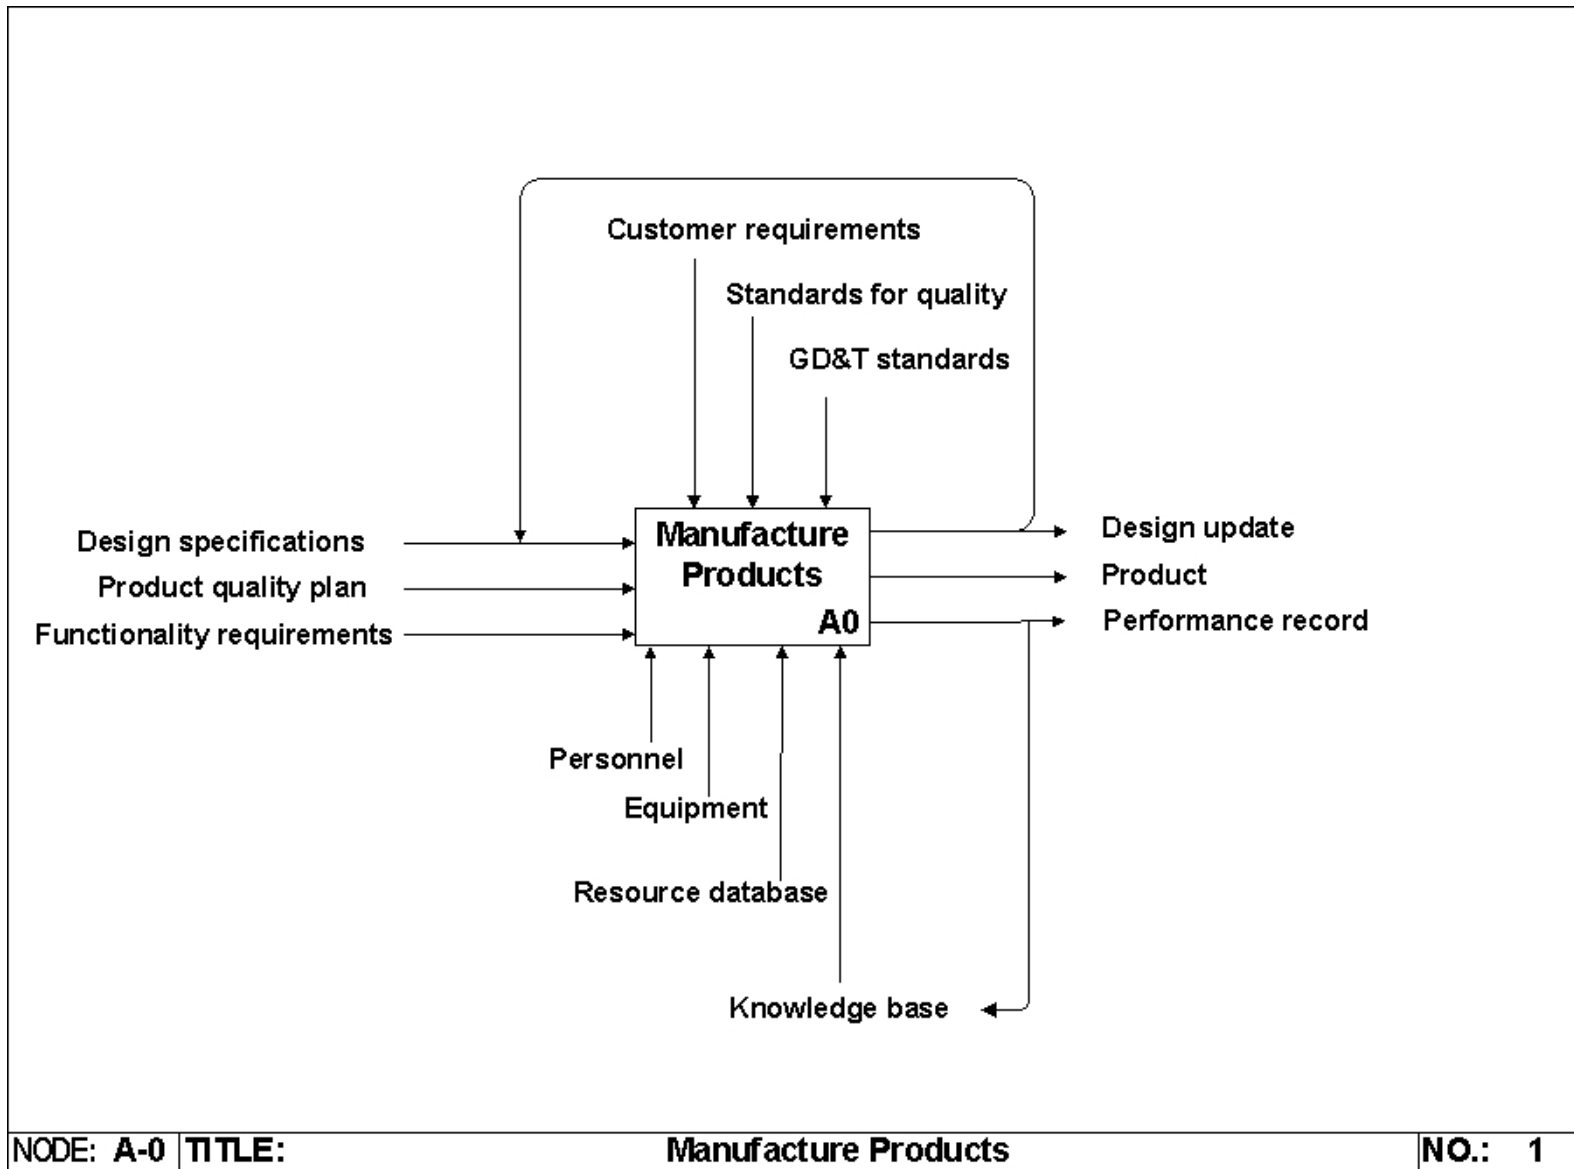 Customer requirements
Standards for quality
GD&T standards
Design specifications
Product quality plan
Functionality requirements
Manufacture
Products
A0
Design update
Product
Performance record
Personnel
Equipment
Resource database
Knowledge base
NODE: A-0 TITLE: Manufacture Products NO.: 1